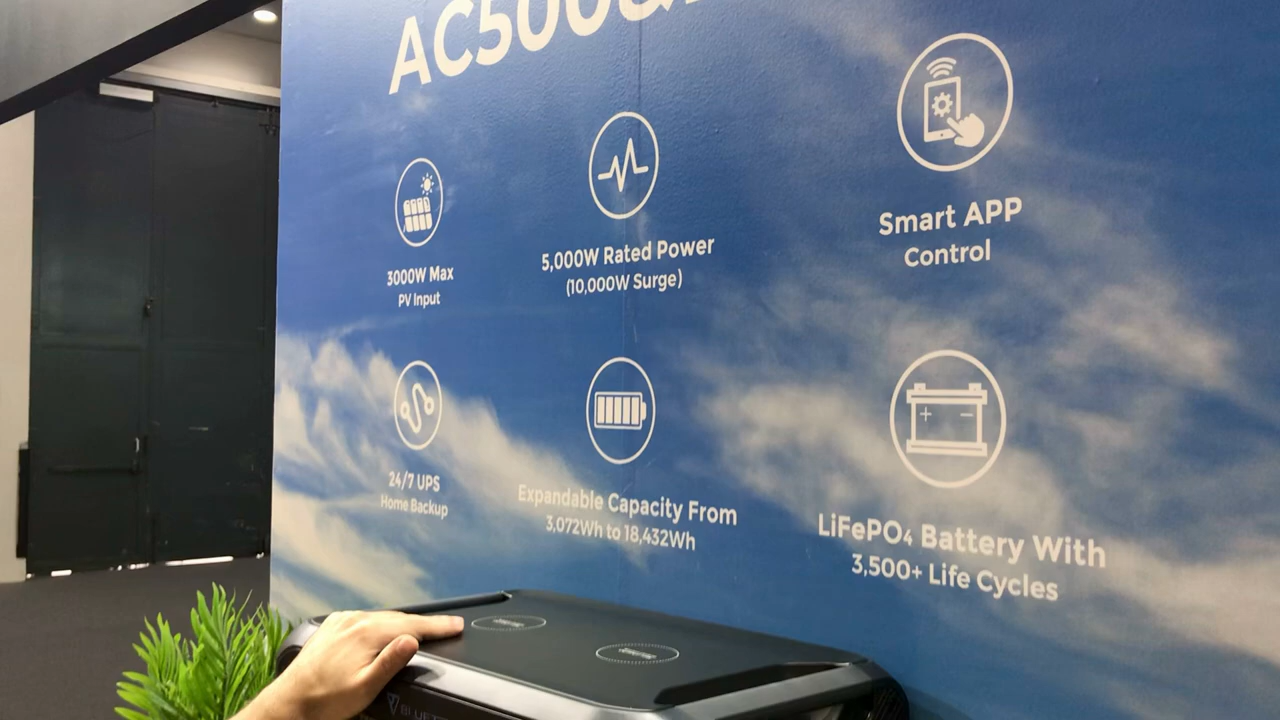 AC500&
3000W Max
PV Input
5,000W Rated Power
(10,000W Surge)
Smart APP
Control
24/7 UPS
Home Backup
Expandable Capacity From
3,072Wh to 18,432Wh
LiFePO₄ Battery With
3,500+ Life Cycles